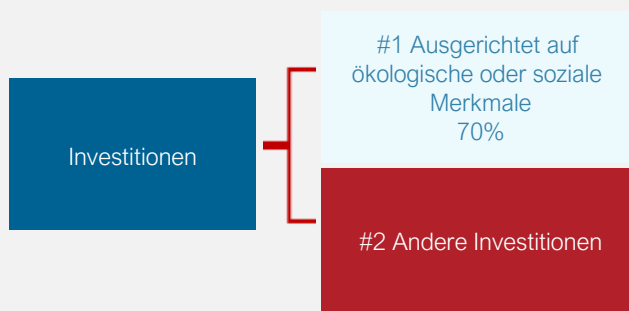 #1 Ausgerichtet auf
ökologische oder soziale
Merkmale
70%
Investitionen
#2 Andere Investitionen